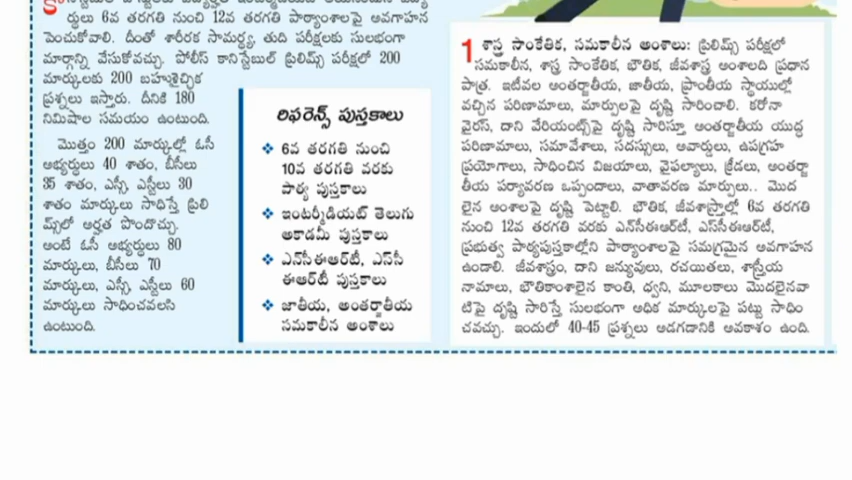 ర్థులు 6వ తరగతి నుంచి 12వ తరగతి పాఠ్యాంశాలపై అవగాహన
పెంచుకోవాలి. దీంతో శారీరక సామర్థ్య, తుది పరీక్షలకు సులభంగా
మార్గాన్ని వేసుకోవచ్చు. పోలీస్ కానిస్టేబుల్ ప్రిలిమ్స్ పరీక్షలో 200
మార్కులకు 200 బహుళైచ్ఛిక
ప్రశ్నలు ఇస్తారు. దీనికి 180
నిమిషాల సమయం ఉంటుంది.
మొత్తం 200 మార్కుల్లో ఓసీ
అభ్యర్థులు 40 శాతం, బీసీలు
35 శాతం, ఎస్సీ ఎస్టీలు 30
శాతం మార్కులు సాధిస్తే ప్రిలి
మ్స్‌లో అర్హత పొందొచ్చు.
అంటే ఓసీ అభ్యర్థులు 80
మార్కులు, బీసీలు 70
మార్కులు, ఎస్సీ, ఎస్టీలు 60
మార్కులు సాధించవలసి
ఉంటుంది.
రిఫరెన్స్ పుస్తకాలు
❖ 6వ తరగతి నుంచి
10వ తరగతి వరకు
పాఠ్య పుస్తకాలు
❖ ఇంటర్మీడియట్ తెలుగు
అకాడమీ పుస్తకాలు
❖ ఎన్‌సీఈఆర్‌టీ, ఎస్‌సీ
ఈఆర్‌టీ పుస్తకాలు
❖ జాతీయ, అంతర్జాతీయ
సమకాలీన అంశాలు
1 శాస్త్ర సాంకేతిక, సమకాలీన అంశాలు: ప్రిలిమ్స్ పరీక్షలో
సమకాలీన, శాస్త్ర సాంకేతిక, భౌతిక, జీవశాస్త్ర అంశాలది ప్రధాన
పాత్ర. ఇటీవల అంతర్జాతీయ, జాతీయ, ప్రాంతీయ స్థాయుల్లో
వచ్చిన పరిణామాలు, మార్పులపై దృష్టి సారించాలి. కరోనా
వైరస్, దాని వేరియంట్స్‌పై దృష్టి సారిస్తూ అంతర్జాతీయ యుద్ధ
పరిణామాలు, సమావేశాలు, సదస్సులు, అవార్డులు, ఉపగ్రహ
ప్రయోగాలు, సాధించిన విజయాలు, వైఫల్యాలు, క్రీడలు, అంతర్జా
తీయ పర్యావరణ ఒప్పందాలు, వాతావరణ మార్పులు.. మొద
లైన అంశాలపై దృష్టి పెట్టాలి. భౌతిక, జీవశాస్త్రాల్లో 6వ తరగతి
నుంచి 12వ తరగతి వరకు ఎన్‌సీఈఆర్‌టీ, ఎస్‌సీఈఆర్‌టీ,
ప్రభుత్వ పాఠ్యపుస్తకాల్లోని పాఠ్యాంశాలపై సమగ్రమైన అవగాహన
ఉండాలి. జీవశాస్త్రం, దాని జన్యువులు, రచయితలు, శాస్త్రీయ
నామాలు, భౌతికాంశాలైన కాంతి, ధ్వని, మూలకాలు మొదలైనవా
టిపై దృష్టి సారిస్తే సులభంగా అధిక మార్కులపై పట్టు సాధిం
చవచ్చు. ఇందులో 40-45 ప్రశ్నలు అడగడానికి అవకాశం ఉంది.